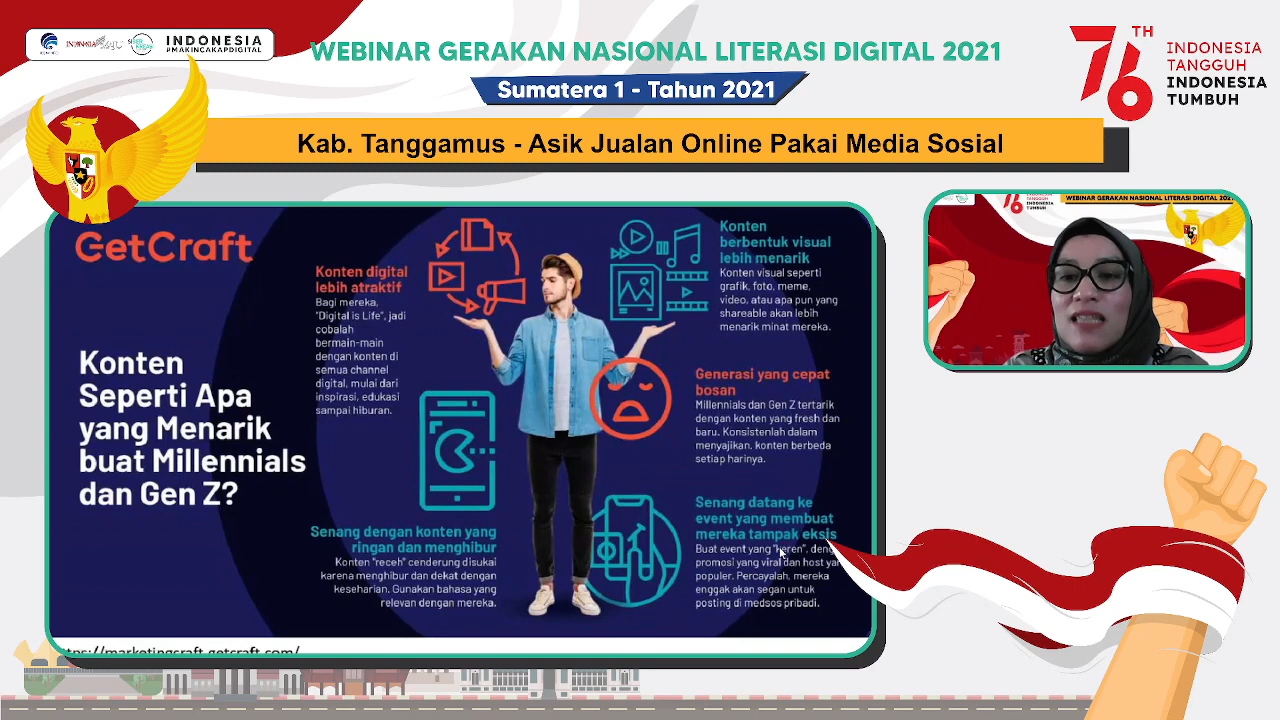 INDONESIA
#MAKINCAKAPDIGITAL
WEBINAR GERAKAN NASIONAL LITERASI DIGITAL 2021
Sumatera 1 - Tahun 2021
76 TH
INDONESIA
TANGGUH
INDONESIA
TUMBUH
Kab. Tanggamus - Asik Jualan Online Pakai Media Sosial
GetCraft
Konten
Seperti Apa
yang Menarik
buat Millennials
dan Gen Z?
Konten digital
lebih atraktif
Bagi mereka,
"Digital is Life", jadi
cobalah
bermain-main
dengan konten di
semua channel
digital, mulai dari
inspirasi, edukasi
sampai hiburan.
Senang dengan konten yang
ringan dan menghibur
Konten "receh" cenderung disukai
karena menghibur dan dekat dengan
keseharian. Gunakan bahasa yang
relevan dengan mereka.
Konten
berbentuk visual
lebih menarik
Konten visual seperti
grafik, foto, meme,
video, atau apa pun yang
shareable akan lebih
menarik minat mereka.
Generasi yang cepat
bosan
Millennials dan Gen Z tertarik
dengan konten yang fresh dan
baru. Konsistenlah dalam
menyajikan. konten berbeda
setiap harinya.
Senang datang ke
event yang membuat
mereka tampak eksis
Buat event yang "keren", deng
promosi yang viral dan host yan
populer. Percayalah, mereka
enggak akan segan untuk
posting di medsos pribadi.
tps://marketingcraft.getcraft.com/
76
INDONESIA
TUMBUH
WEBINAR GERAKAN NASIONAL LITERASI DIGITAL 2021